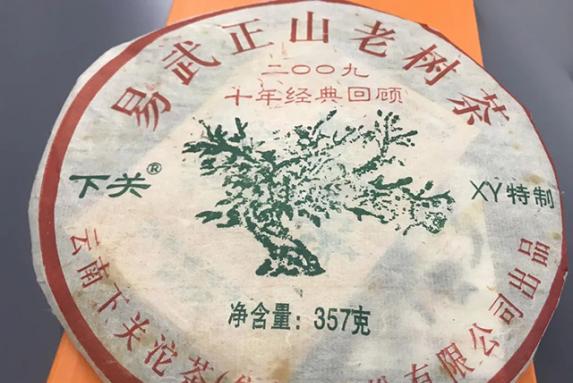 易武正山老树茶
二〇〇九
十年经典回顾
下关®
XY特制
净含量：357克
云南下关沱茶(份有限公司出品